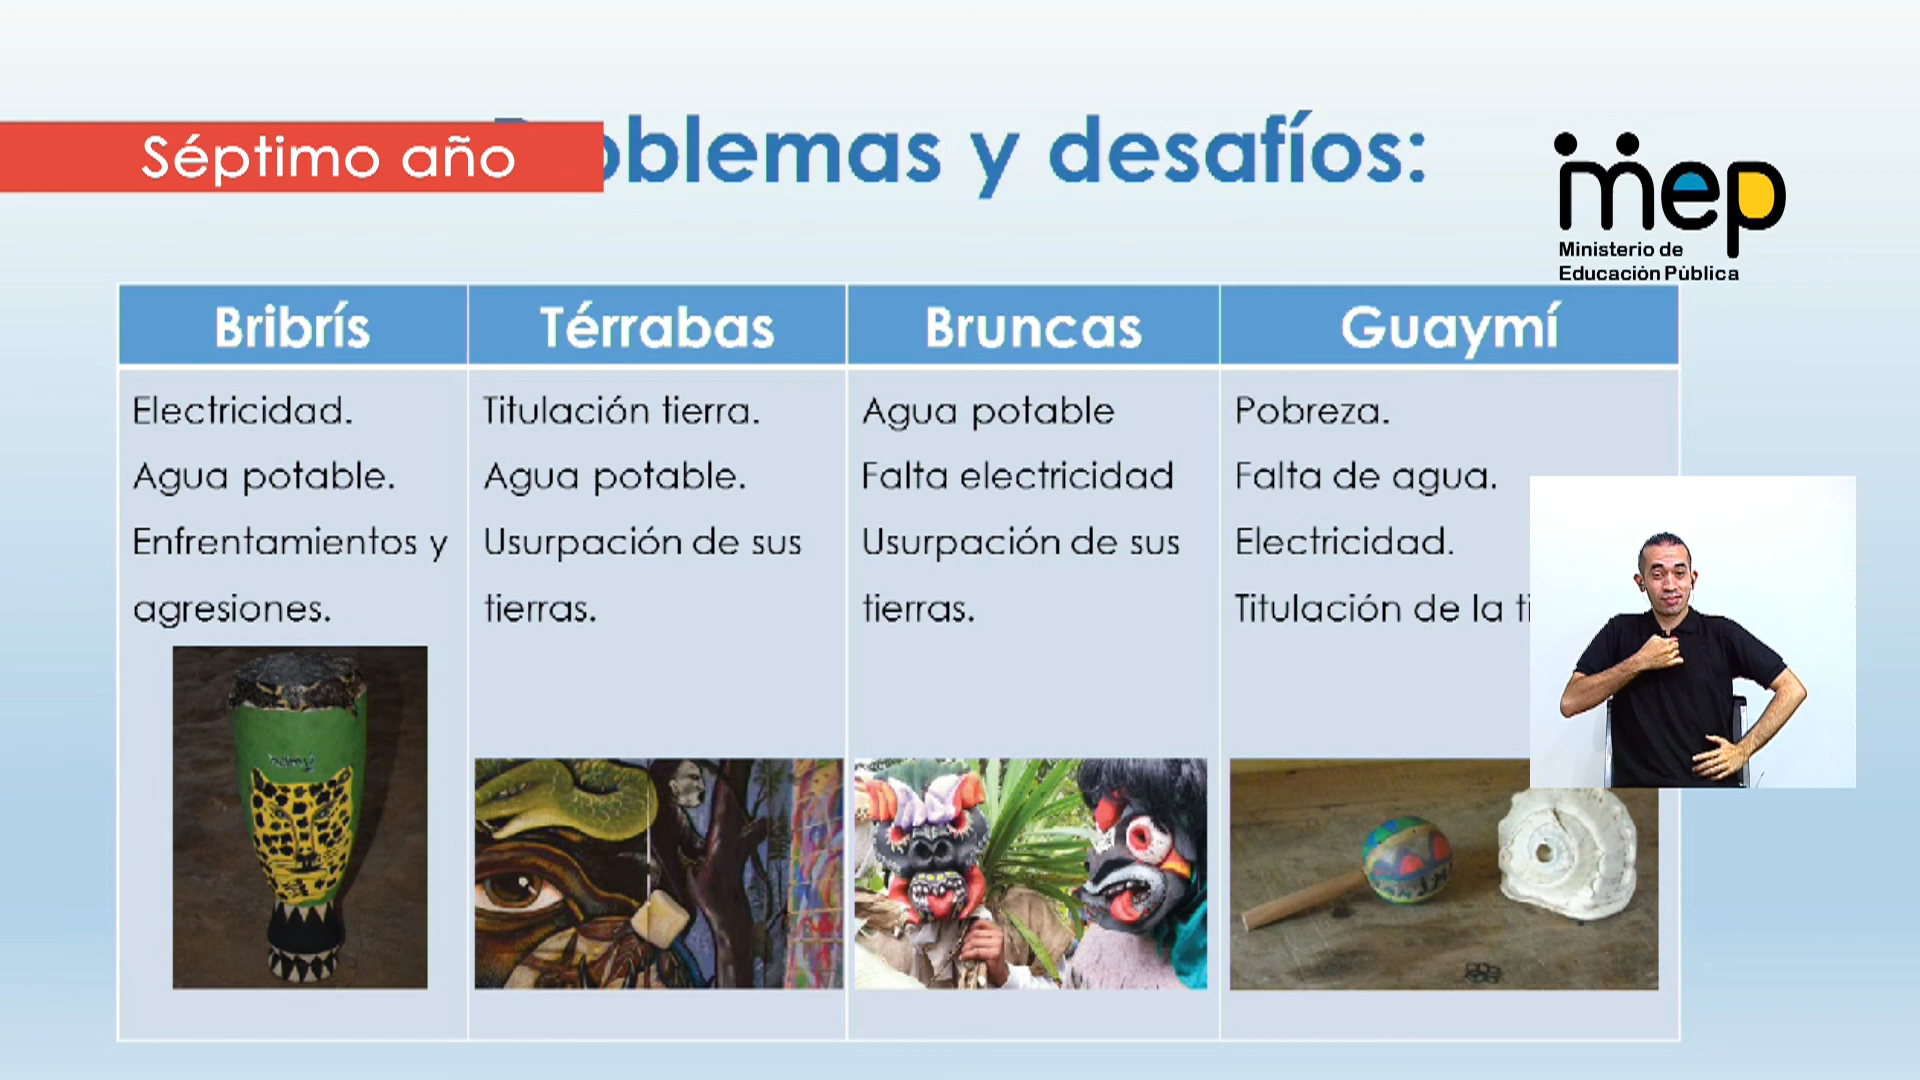 Séptimo año
oblemas y desafíos:
mep
Ministerio de
Educación Pública
Bribrís
Térrabas
Bruncas
Guaymí
Electricidad.
Agua potable.
Enfrentamientos y
agresiones.
Titulación tierra.
Agua potable.
Usurpación de sus
tierras.
Agua potable
Falta electricidad
Usurpación de sus
tierras.
Pobreza.
Falta de agua.
Electricidad.
Titulación de la ti